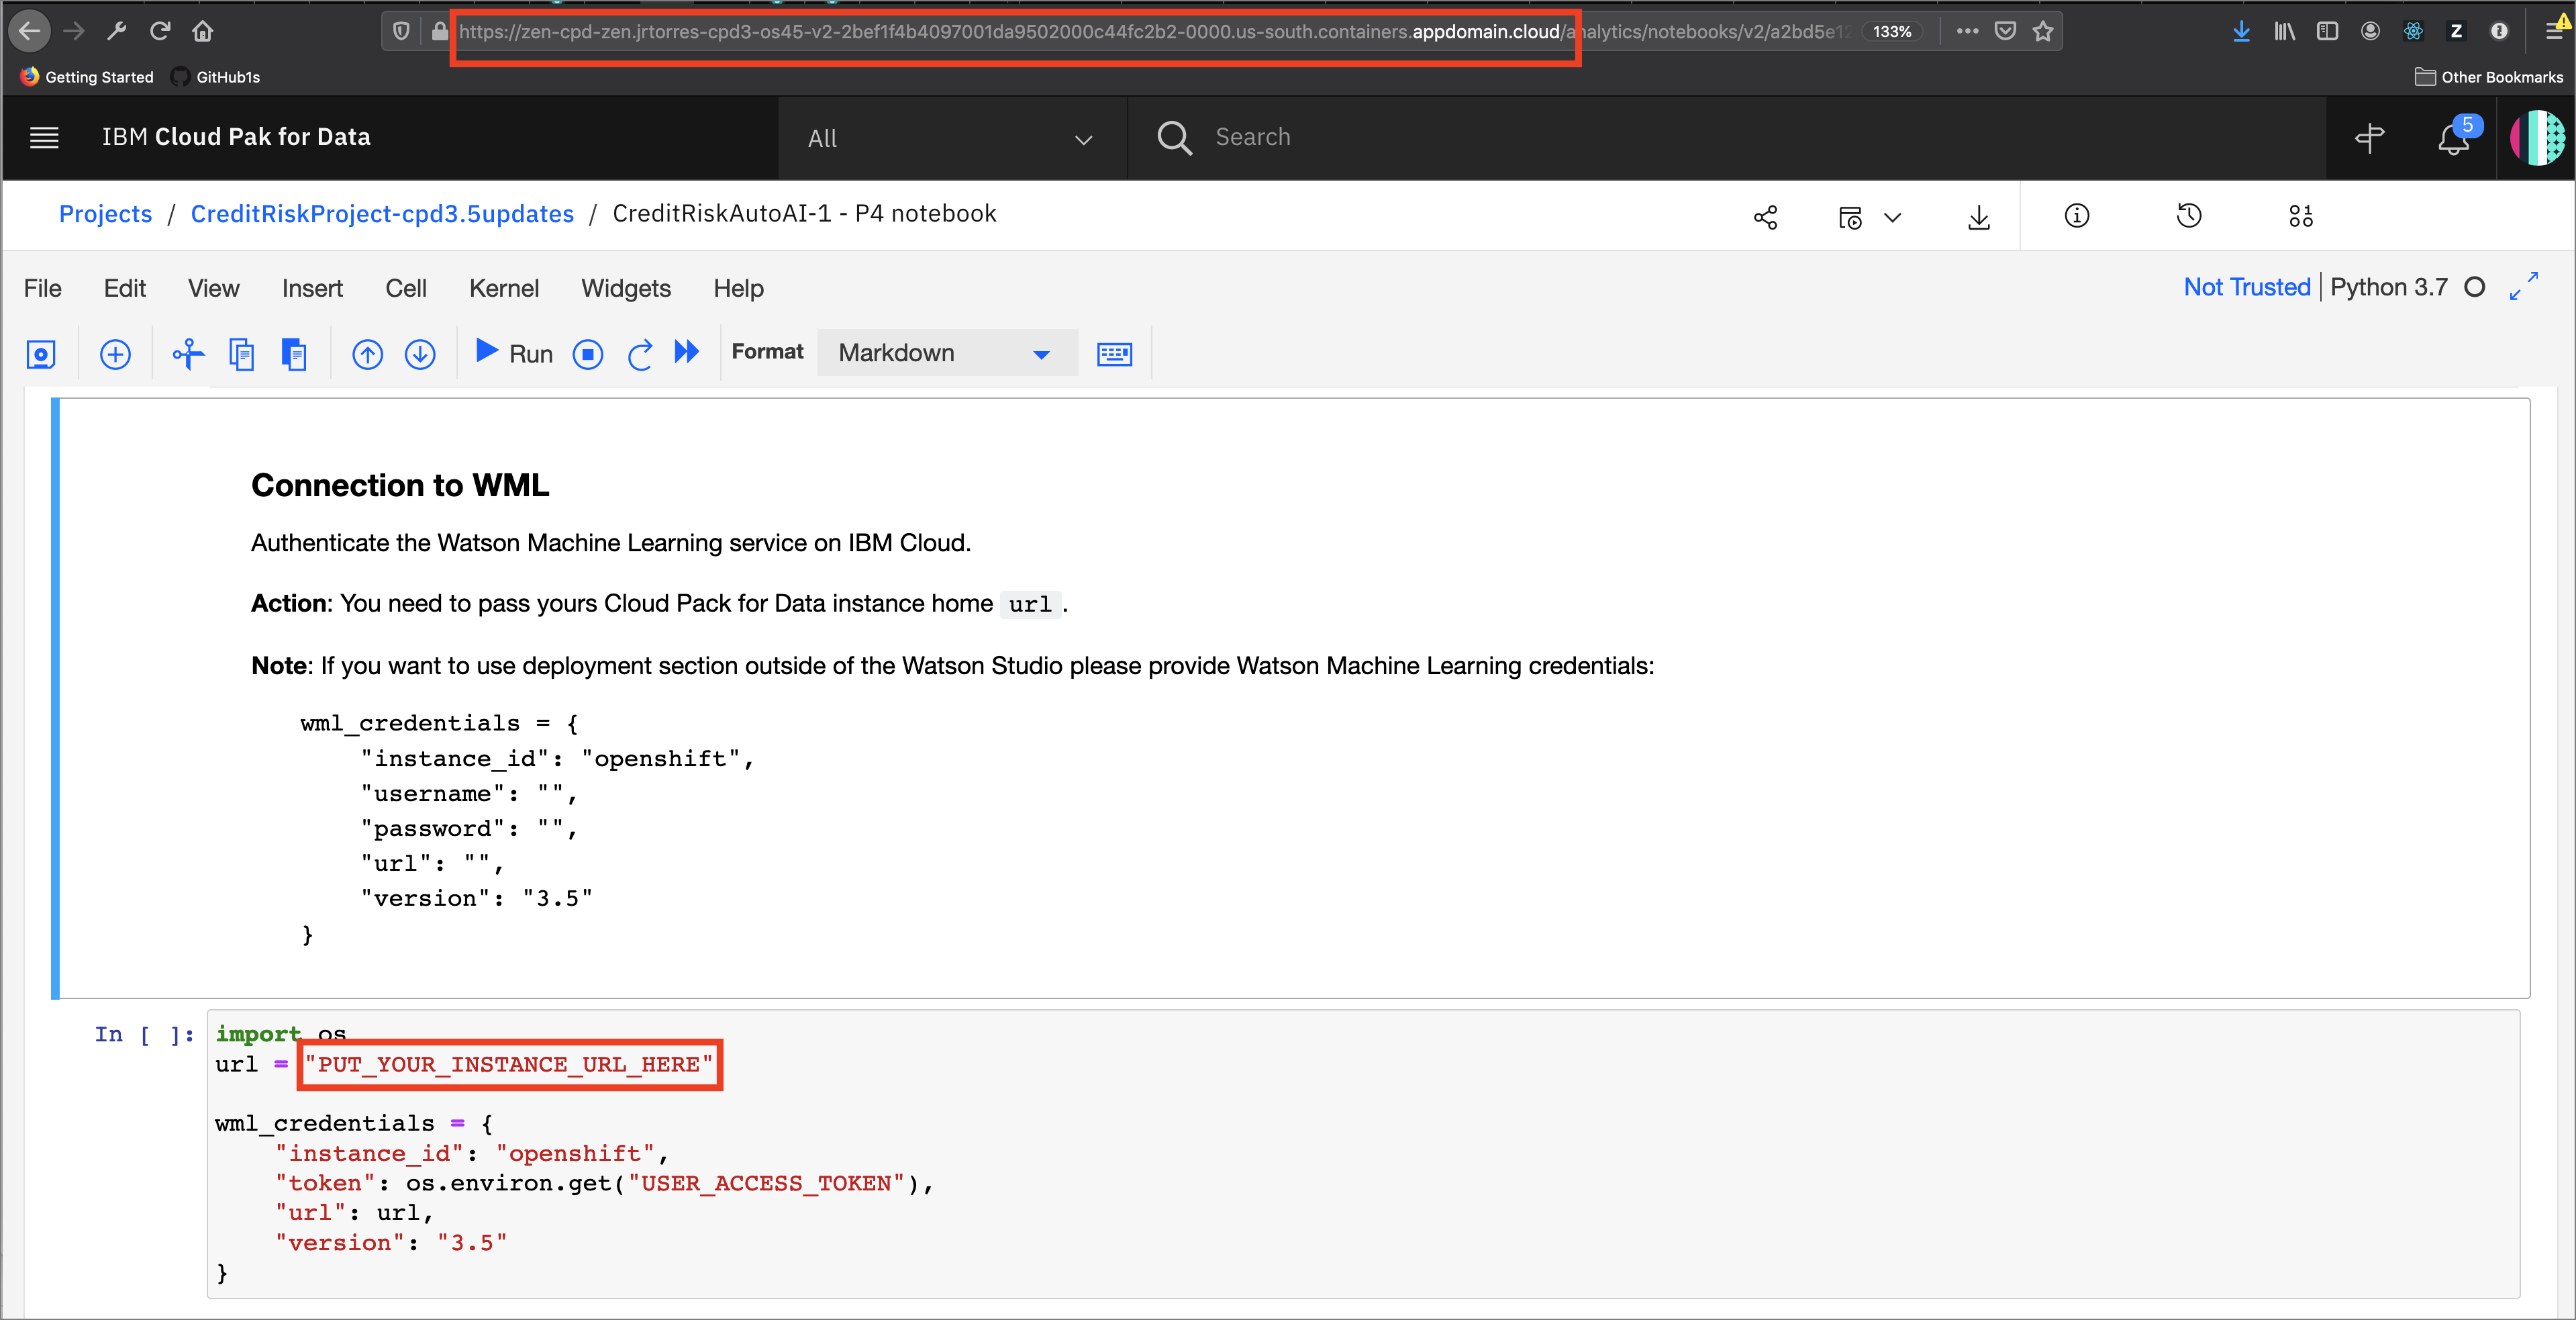 https://zen-cpd-zen.jrtorres-cpd3-os45-v2-2bef1f4b4097001da9502000c44fc2b2-0000.us-south.containers.appdomain.cloud/analytics/notebooks/v2/a2bd5e12 133%
Getting Started GitHub1s Other Bookmarks
IBM Cloud Pak for Data All Search 5
Projects / CreditRiskProject-cpd3.5updates / CreditRiskAutoAI-1 - P4 notebook
File Edit View Insert Cell Kernel Widgets Help Not Trusted | Python 3.7
Run Format Markdown
Connection to WML
Authenticate the Watson Machine Learning service on IBM Cloud.
Action: You need to pass yours Cloud Pack for Data instance home url .
Note: If you want to use deployment section outside of the Watson Studio please provide Watson Machine Learning credentials:
wml_credentials = {
"instance_id": "openshift",
"username": "",
"password": "",
"url": "",
"version": "3.5"
}
In [ ]: import os
url = "PUT_YOUR_INSTANCE_URL_HERE"
wml_credentials = {
"instance_id": "openshift",
"token": os.environ.get("USER_ACCESS_TOKEN"),
"url": url,
"version": "3.5"
}